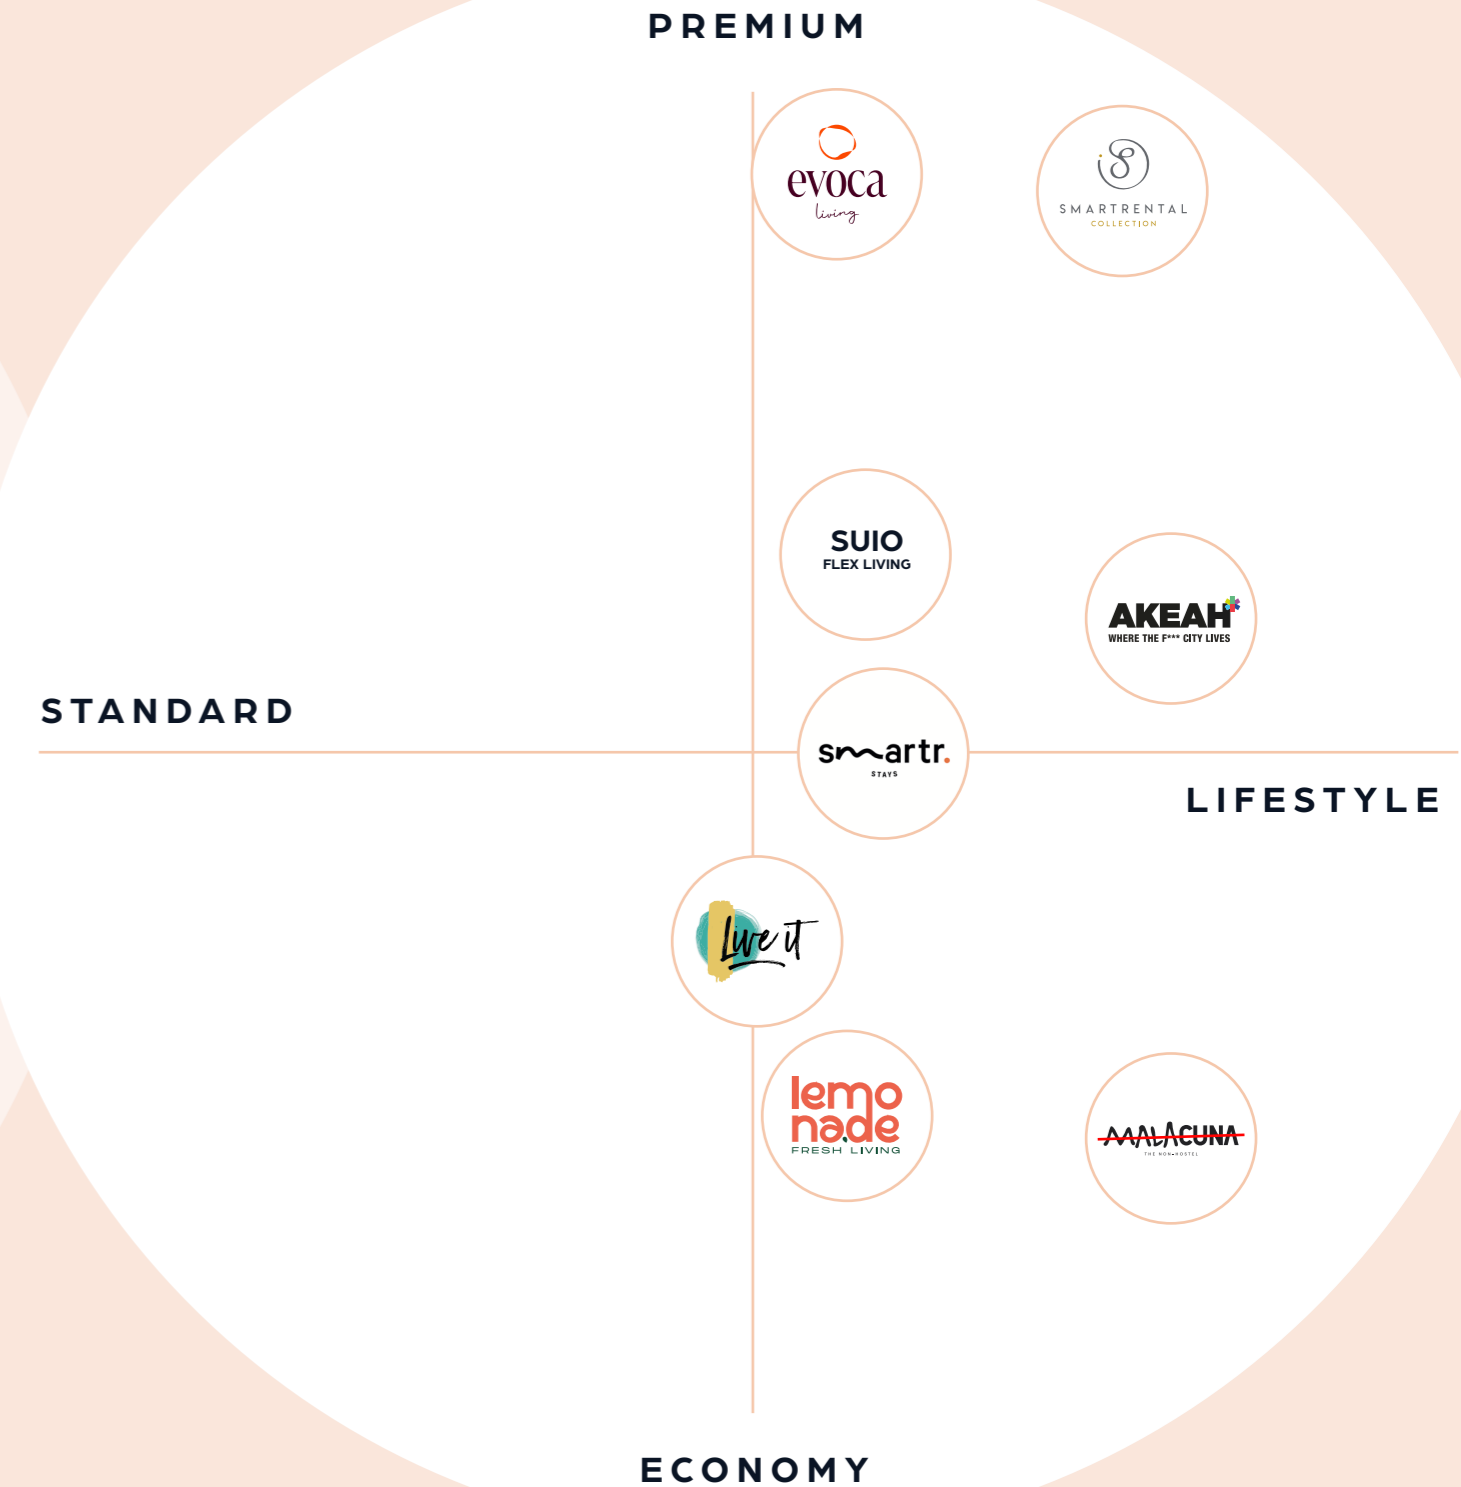 PREMIUM
evoca
living
SMARTRENTAL
COLLECTION
SUIO
FLEX LIVING
AKEAH*
WHERE THE F*** CITY LIVES
STANDARD
smartr.
STAYS
LIFESTYLE
Live it
lemo
nade
FRESH LIVING
MALACUNA
THE NON-HOSTEL
ECONOMY